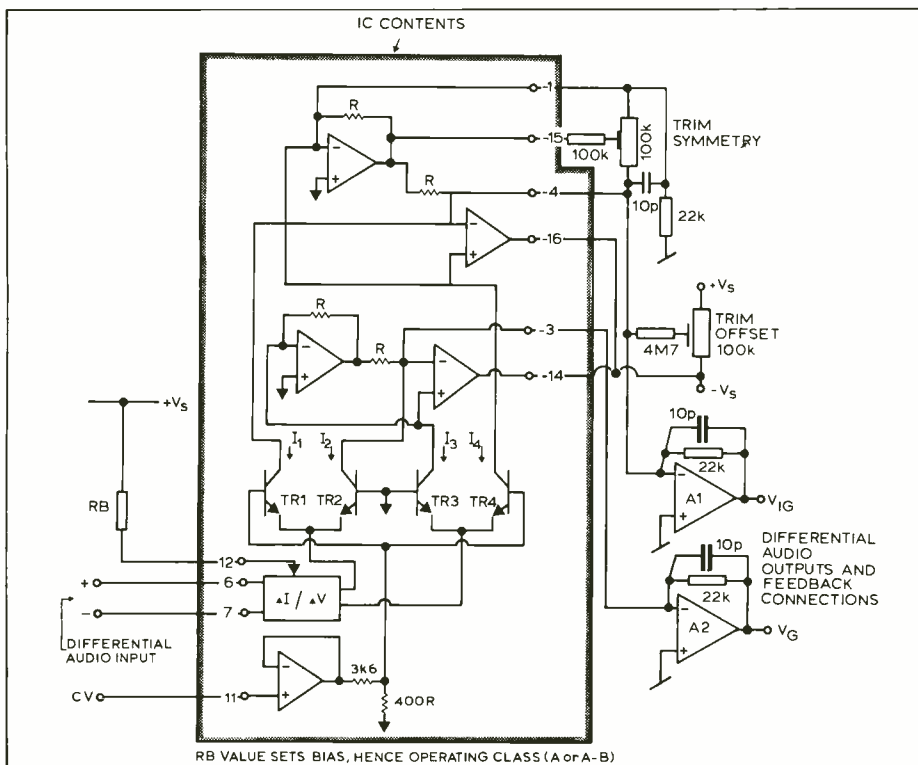 IC CONTENTS
R
-1
-15
100k
100k
TRIM
SYMMETRY
R
-4
10p
22k
-16
+Vs
R
-3
TRIM
OFFSET
100k
R
4M7
-14
-Vs
+Vs
I1
I2
I3
I4
10p
22k
RB
TR1
TR2
TR3
TR4
A1
VIG
12
+
6
ΔI / ΔV
-
7
DIFFERENTIAL
AUDIO INPUT
10p
22k
DIFFERENTIAL
AUDIO
OUTPUTS AND
FEEDBACK
CONNECTIONS
A2
VG
3k6
CV
11
400R
RB VALUE SETS BIAS, HENCE OPERATING CLASS (A or A-B)